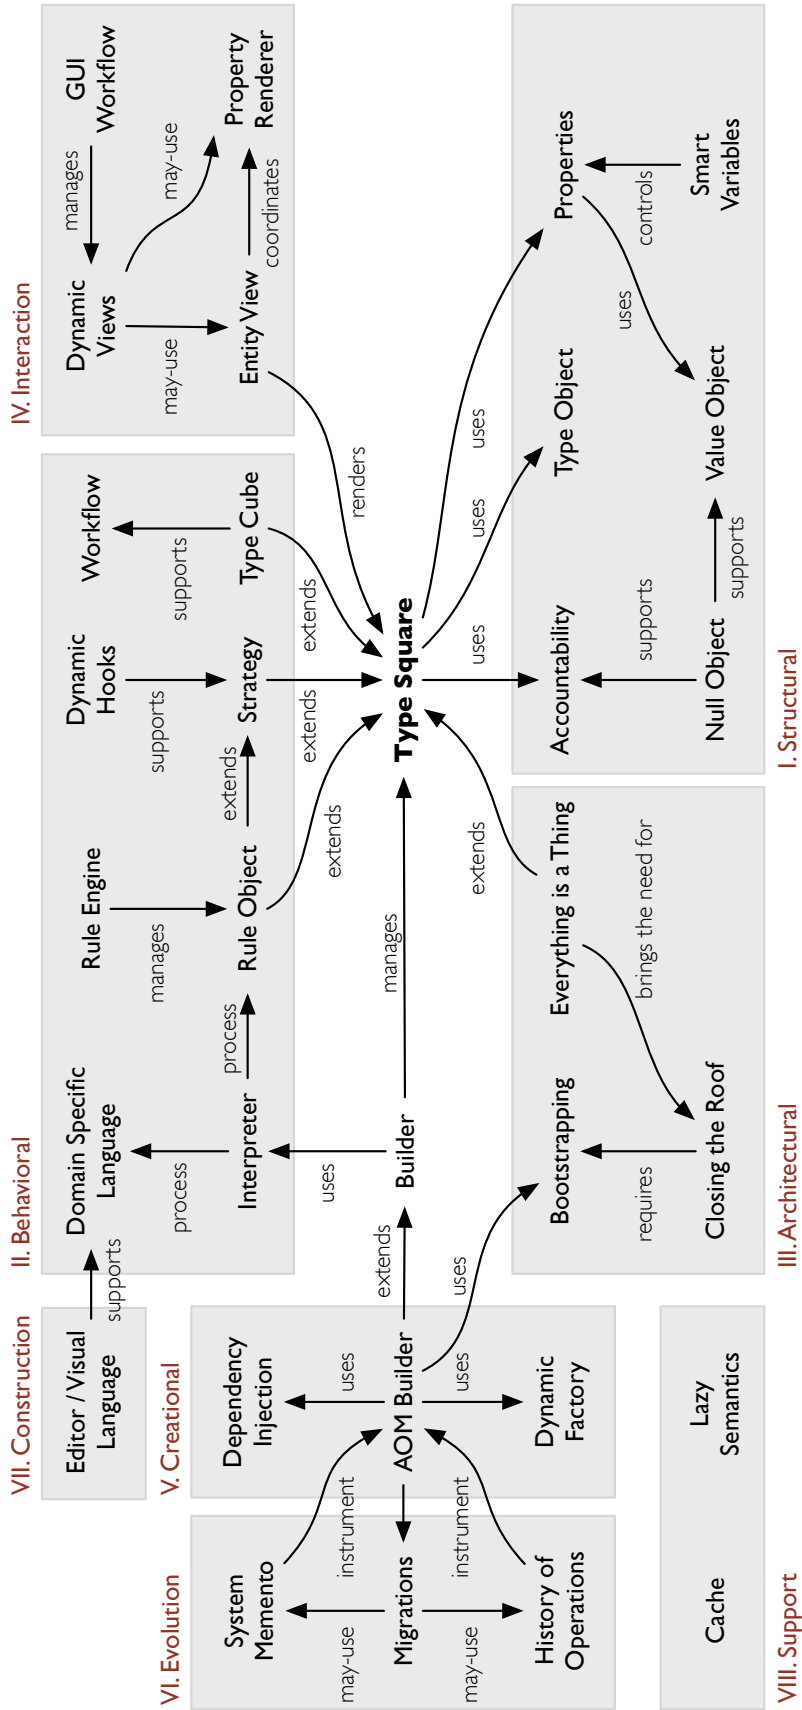 VII. Construction
Editor / Visual
Language
supports
II. Behavioral
Domain Specific
Language
process
Interpreter
process
Rule Engine
manages
Rule Object
extends
Dynamic
Hooks
supports
Strategy
Workflow
supports
Type Cube
extends
extends
extends
IV. Interaction
Dynamic
Views
manages
GUI
Workflow
may-use
may-use
Entity View
coordinates
Property
Renderer
renders
VI. Evolution
System
Memento
may-use
instrument
Migrations
may-use
instrument
History of
Operations
V. Creational
Dependency
Injection
uses
AOM Builder
uses
Dynamic
Factory
extends
uses
uses
Builder
manages
Type Square
extends
uses
uses
uses
III. Architectural
Bootstrapping
Everything is a Thing
requires
brings the need for
Closing the Roof
I. Structural
Accountability
Type Object
Properties
supports
uses
controls
Null Object
supports
Value Object
Smart
Variables
VIII. Support
Cache
Lazy
Semantics